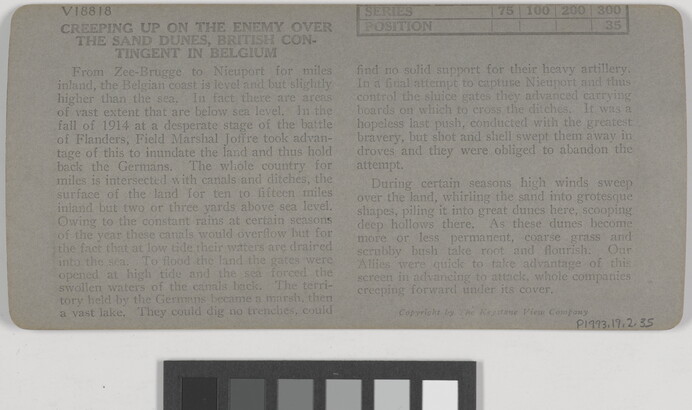 V18818
CREEPING UP ON THE ENEMY OVER
THE SAND DUNES, BRITISH CON-
TINGENT IN BELGIUM
From Zee-Brugge to Nieuport for miles
inland, the Belgian coast is level and but slightly
higher than the sea. In fact there are areas
of vast extent that are below sea level. In the
fall of 1914 at a desperate stage of the battle
of Flanders, Field Marshal Joffre took advan-
tage of this to inundate the land and thus hold
back the Germans. The whole country for
miles is intersected with canals and ditches, the
surface of the land for ten to fifteen miles
inland but two or three yards above sea level.
Owing to the constant rains at certain seasons
of the year these canals would overflow but for
the fact that at low tide their waters are drained
into the sea. To flood the land the gates were
opened at high tide and the sea forced the
swollen waters of the canals back. The terri-
tory held by the Germans became a marsh, then
a vast lake. They could dig no trenches, could
SERIES 75 100 200 300
POSITION 35
find no solid support for their heavy artillery.
In a final attempt to capture Nieuport and thus
control the sluice gates they advanced carrying
boards on which to cross the ditches. It was a
hopeless last push, conducted with the greatest
bravery, but shot and shell swept them away in
droves and they were obliged to abandon the
attempt.
During certain seasons high winds sweep
over the land, whirling the sand into grotesque
shapes, piling it into great dunes here, scooping
deep hollows there. As these dunes become
more or less permanent, coarse grass and
scrubby bush take root and flourish. Our
Allies were quick to take advantage of this
screen in advancing to attack, whole companies
creeping forward under its cover.
Copyright by The Keystone View Company
P1973.19.2.35